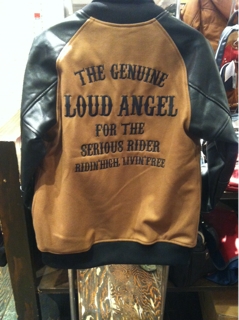 THE GENUINE
LOUD ANGEL
FOR THE
SERIOUS RIDER
RIDIN'HIGH, LIVIN'FREE